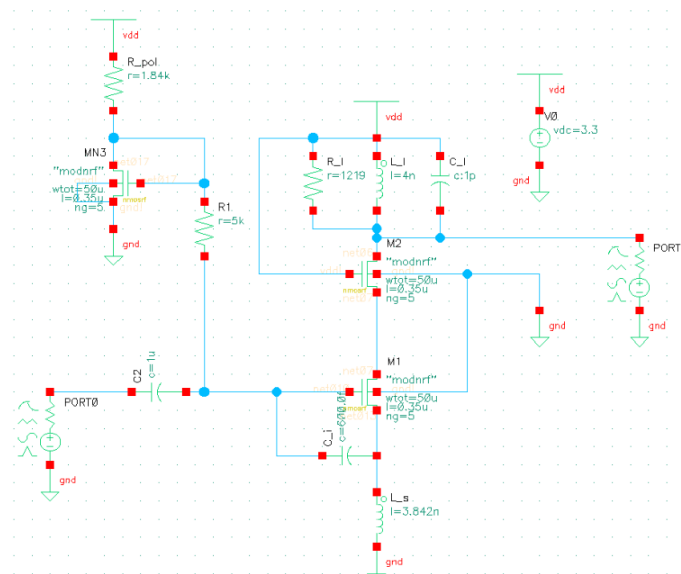 vdd
R_pol
r=1.84k
MN3
"modnrf"
wtot=50u
l=0.35u
ng=5
gnd
R1
r=5k
vdd
R_l
r=1219
L_l
l=4n
C_l
c:1p
vdd
V0
vdc=3.3
gnd
M2
"modnrf"
wtot=50u
l=0.35u
ng=5
vdd
gnd
PORT
gnd
C2
c=1u
PORT0
gnd
M1
"modnrf"
wtot=50u
l=0.35u
ng=5
C_i
L_s
l=3.842n
gnd